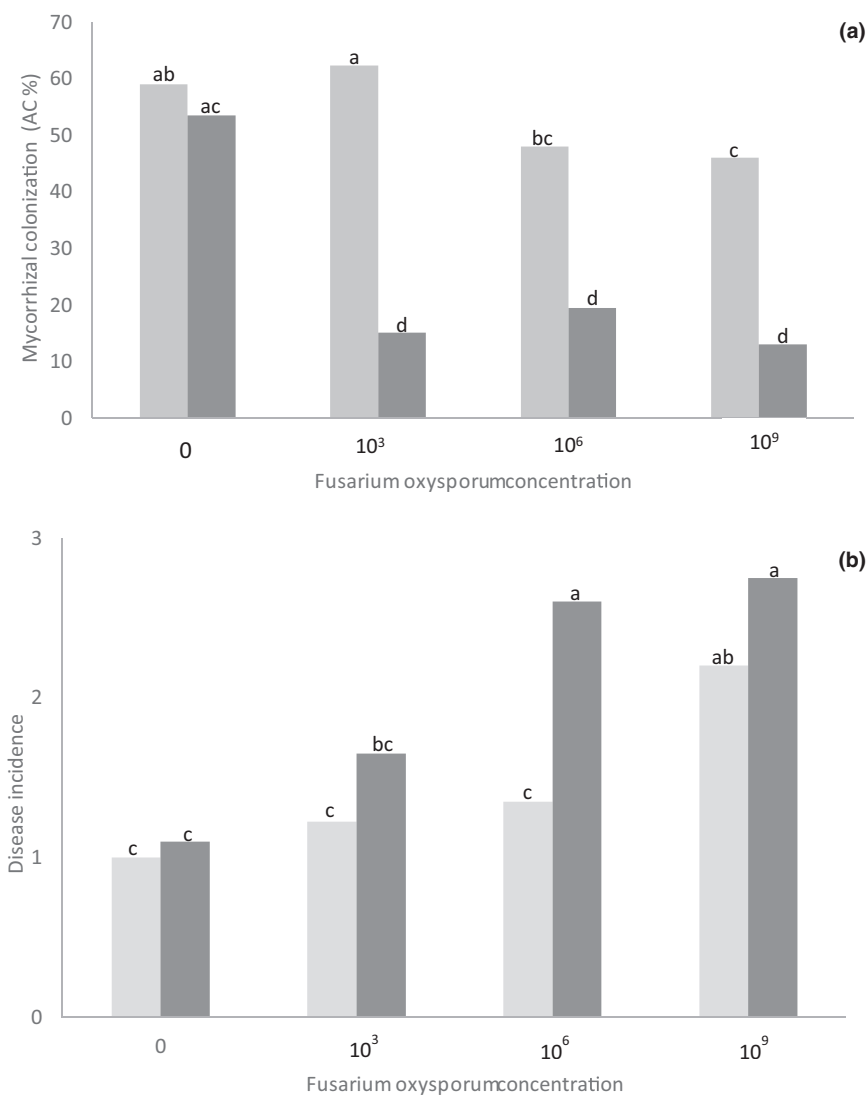 (a)
Mycorrhizal colonization (AC %)
70
60
50
40
30
20
10
0
ab
ac
a
d
bc
d
c
d
0
10³
10⁶
10⁹
Fusarium oxysporumconcentration
(b)
Disease incidence
3
2
1
0
c
c
c
bc
c
a
ab
a
0
10³
10⁶
10⁹
Fusarium oxysporumconcentration